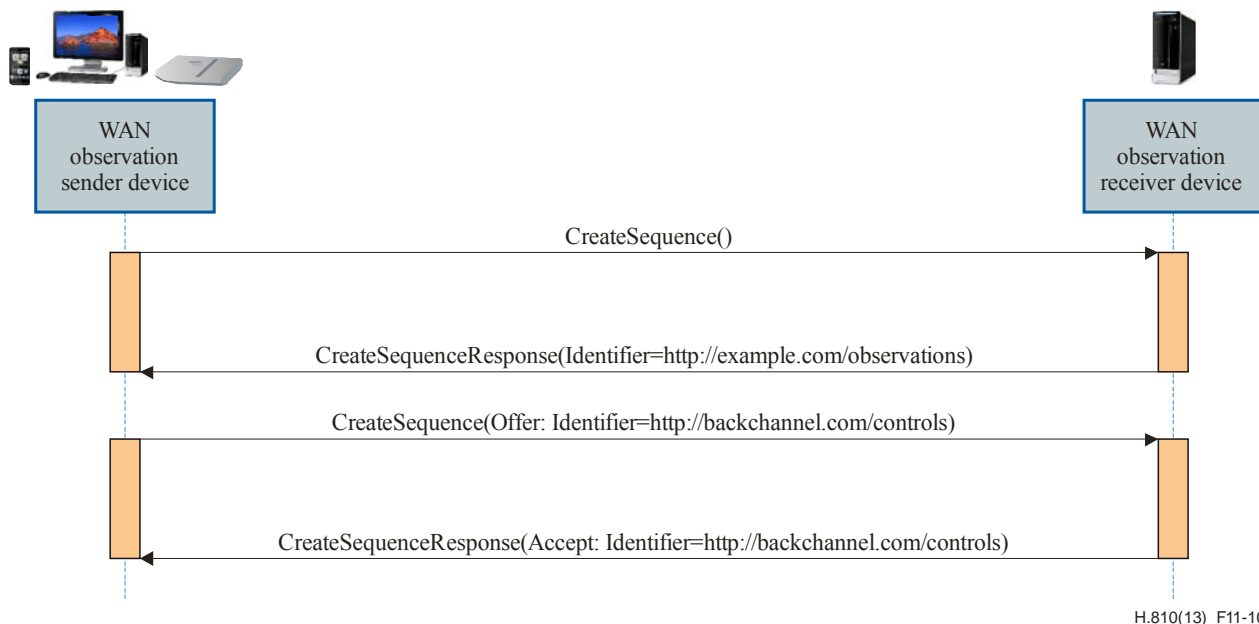 WAN
observation
sender device
WAN
observation
receiver device
CreateSequence()
CreateSequenceResponse(Identifier=http://example.com/observations)
CreateSequence(Offer: Identifier=http://backchannel.com/controls)
CreateSequenceResponse(Accept: Identifier=http://backchannel.com/controls)